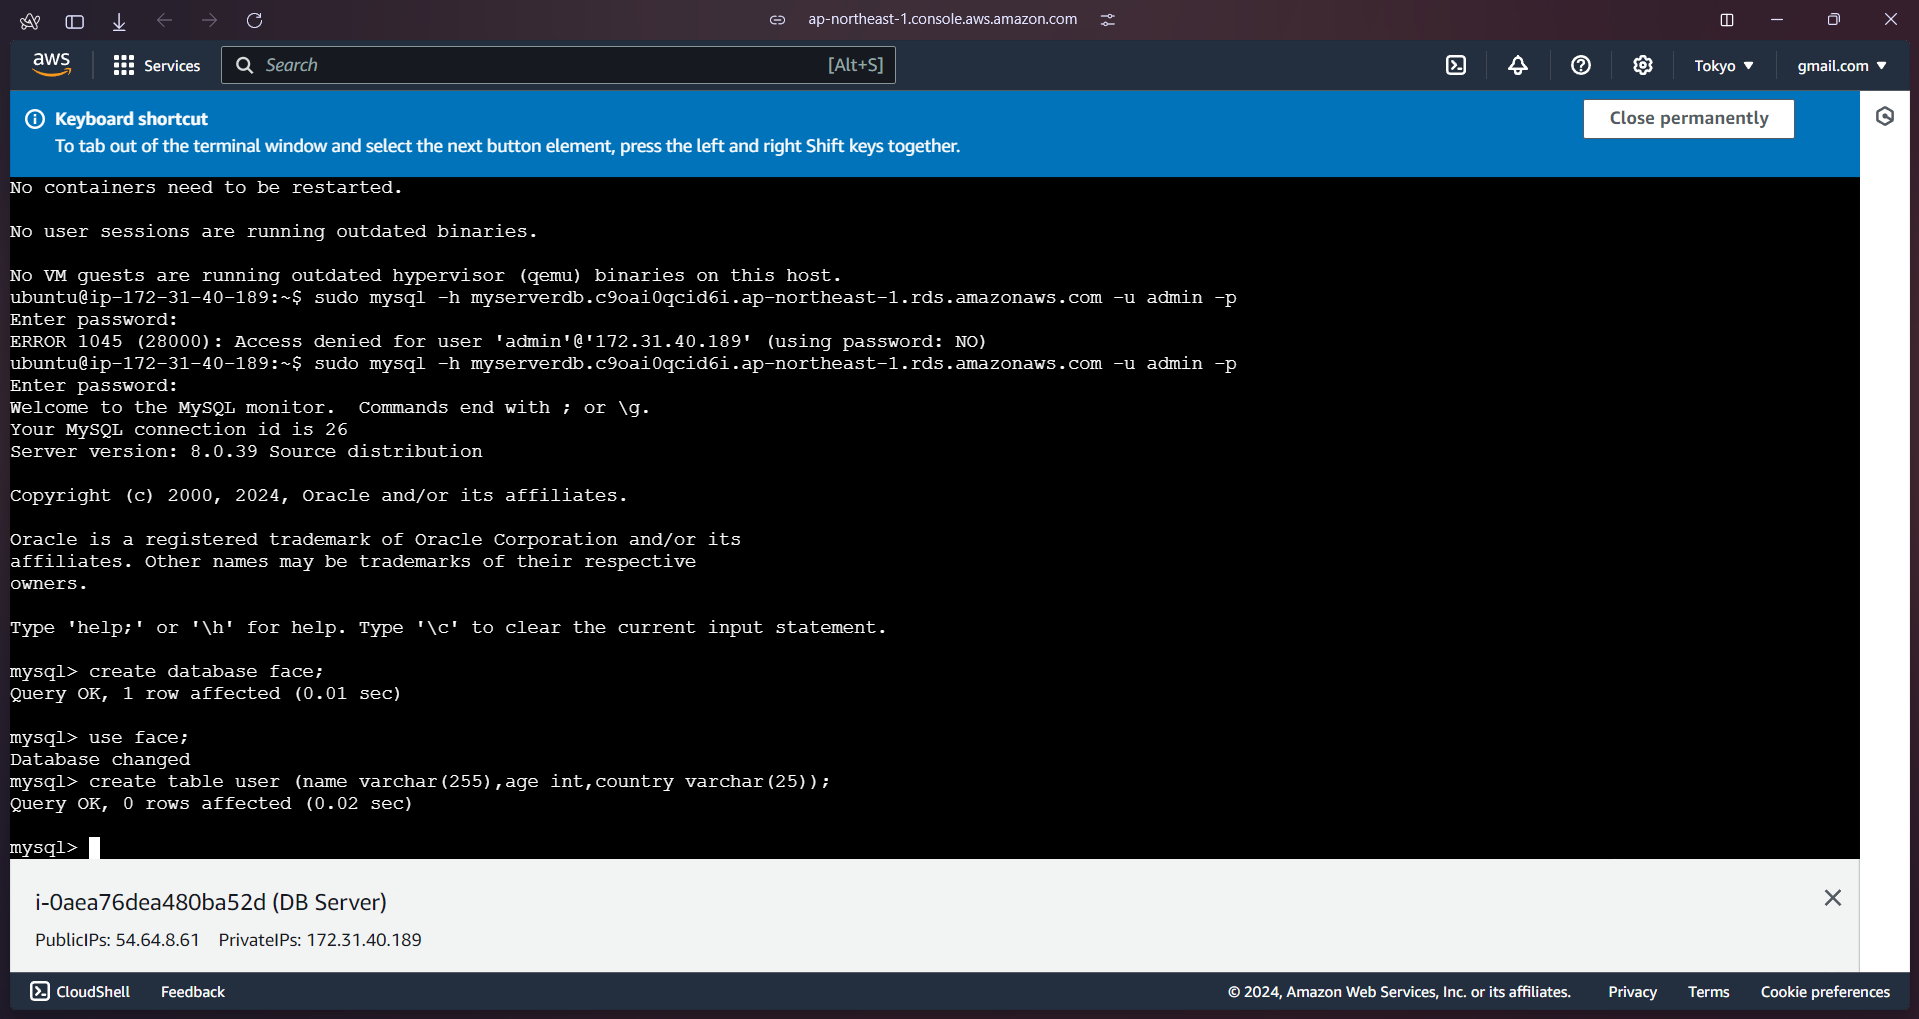 ap-northeast-1.console.aws.amazon.com
aws
Services
Search
[Alt+S]
Tokyo
gmail.com
Keyboard shortcut
Close permanently
To tab out of the terminal window and select the next button element, press the left and right Shift keys together.
No containers need to be restarted.
No user sessions are running outdated binaries.
No VM guests are running outdated hypervisor (qemu) binaries on this host.
ubuntu@ip-172-31-40-189:~$ sudo mysql -h myserverdb.c9oai0qcid6i.ap-northeast-1.rds.amazonaws.com -u admin -p
Enter password:
ERROR 1045 (28000): Access denied for user 'admin'@'172.31.40.189' (using password: NO)
ubuntu@ip-172-31-40-189:~$ sudo mysql -h myserverdb.c9oai0qcid6i.ap-northeast-1.rds.amazonaws.com -u admin -p
Enter password:
Welcome to the MySQL monitor.  Commands end with ; or \g.
Your MySQL connection id is 26
Server version: 8.0.39 Source distribution
Copyright (c) 2000, 2024, Oracle and/or its affiliates.
Oracle is a registered trademark of Oracle Corporation and/or its
affiliates. Other names may be trademarks of their respective
owners.
Type 'help;' or '\h' for help. Type '\c' to clear the current input statement.
mysql> create database face;
Query OK, 1 row affected (0.01 sec)
mysql> use face;
Database changed
mysql> create table user (name varchar(255),age int,country varchar(25));
Query OK, 0 rows affected (0.02 sec)
mysql>
i-0aea76dea480ba52d (DB Server)
PublicIPs: 54.64.8.61 PrivateIPs: 172.31.40.189
CloudShell
Feedback
© 2024, Amazon Web Services, Inc. or its affiliates.
Privacy
Terms
Cookie preferences